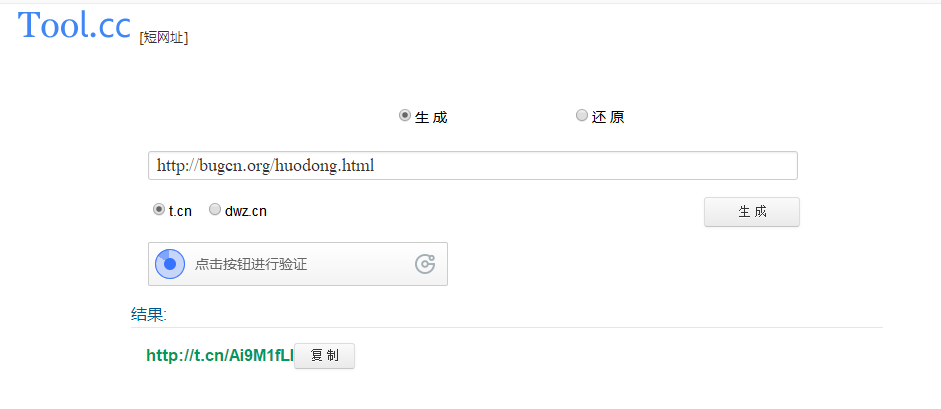 Tool.cc [短网址]
生 成 还 原
http://bugcn.org/huodong.html
t.cn dwz.cn 生 成
点击按钮进行验证
结果:
http://t.cn/Ai9M1fLl 复 制